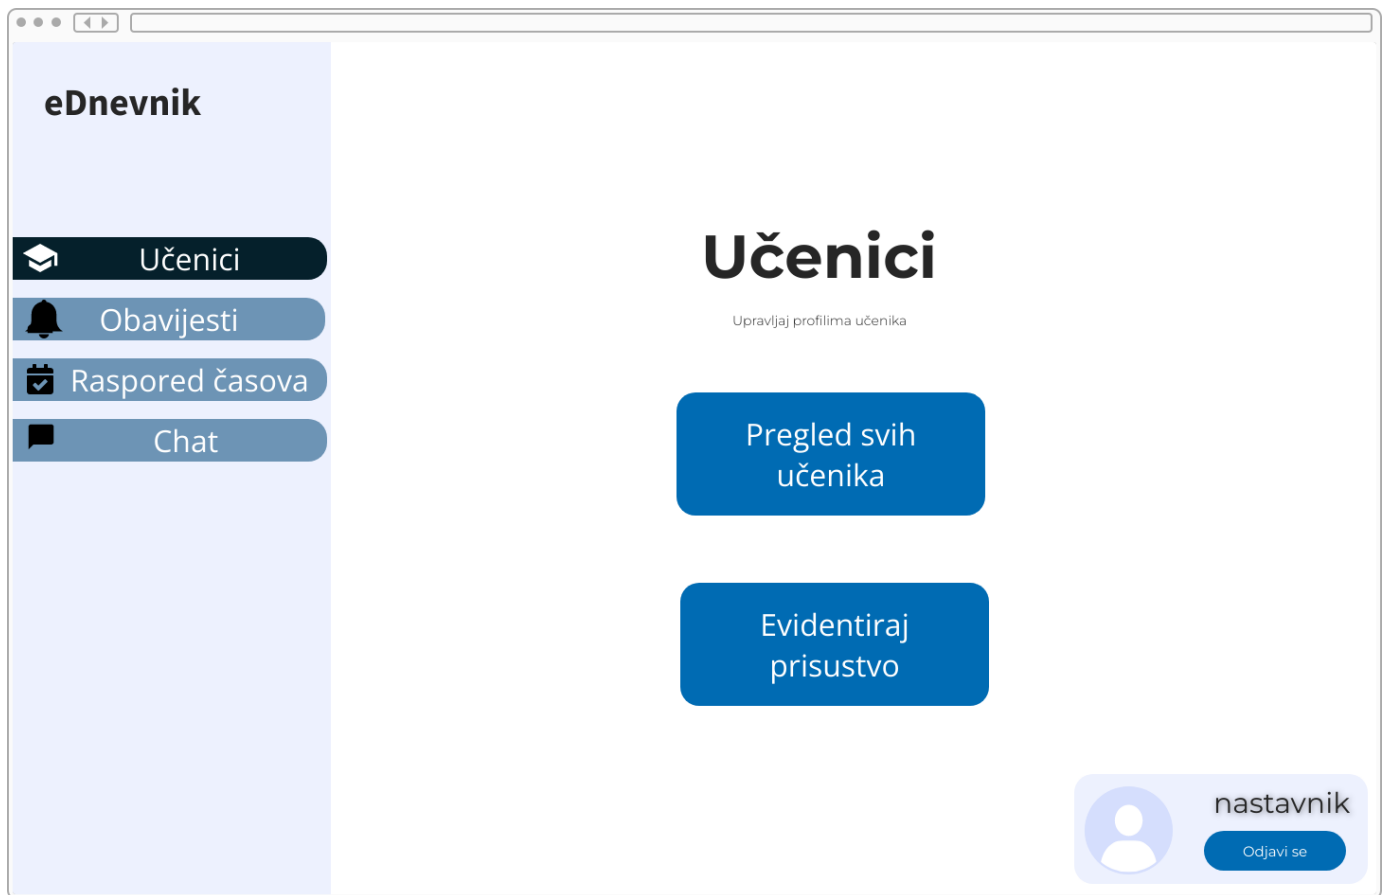 eDnevnik
Učenici
Obavijesti
Raspored časova
Chat
Učenici
Upravljaj profilima učenika
Pregled svih
učenika
Evidentiraj
prisustvo
nastavnik
Odjavi se